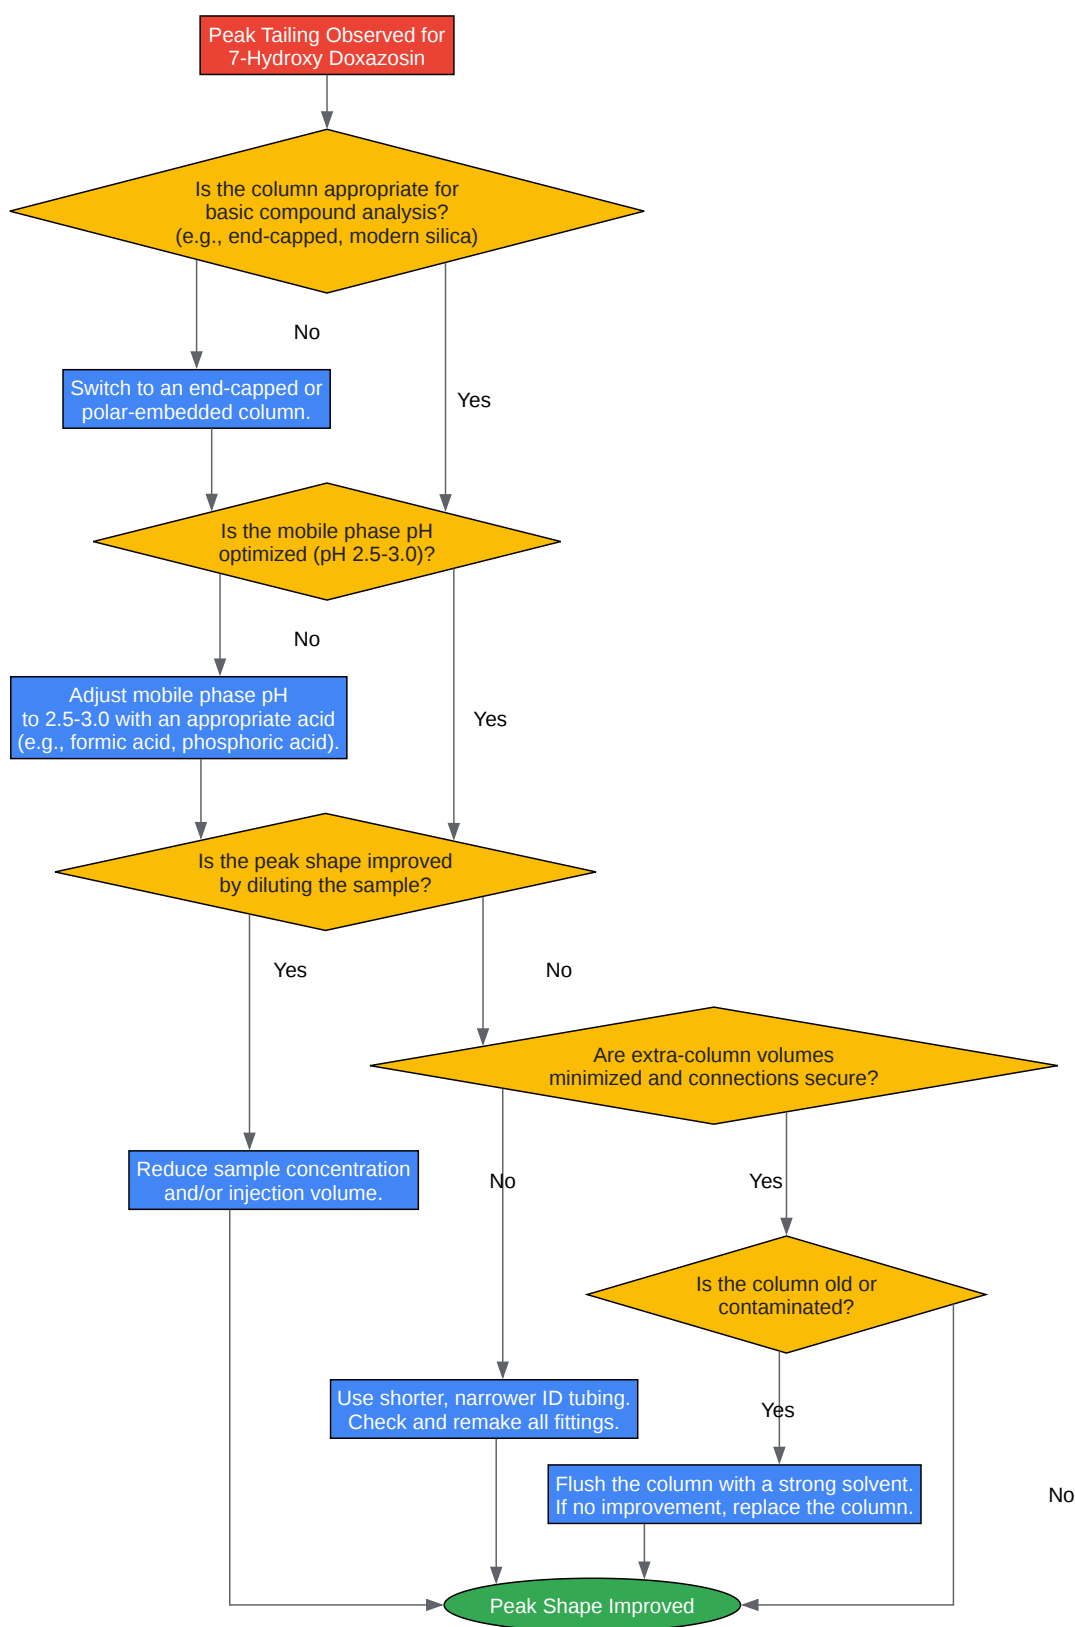 Peak Tailing Observed for
7-Hydroxy Doxazosin
Is the column appropriate for
basic compound analysis?
(e.g., end-capped, modern silica)
No
Yes
Switch to an end-capped or
polar-embedded column.
Is the mobile phase pH
optimized (pH 2.5-3.0)?
No
Yes
Adjust mobile phase pH
to 2.5-3.0 with an appropriate acid
(e.g., formic acid, phosphoric acid).
Is the peak shape improved
by diluting the sample?
Yes
No
Are extra-column volumes
minimized and connections secure?
Reduce sample concentration
and/or injection volume.
No
Yes
Is the column old or
contaminated?
Use shorter, narrower ID tubing.
Check and remake all fittings.
Yes
Flush the column with a strong solvent.
If no improvement, replace the column.
No
Peak Shape Improved